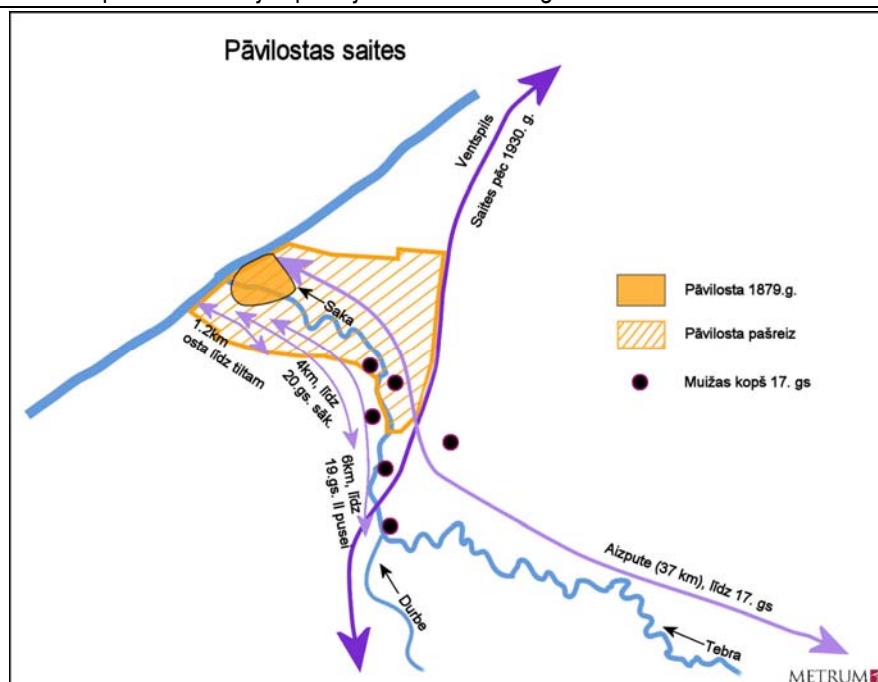 Pāvilostas saites
Ventspils
Saites pēc 1930. g.
Saka
Pāvilosta 1879.g.
Pāvilosta pašreiz
Muižas kopš 17. gs
1.2km
osta līdz tiltam
4km, līdz
20.gs. sāk.
6km, līdz
19.gs. II pusei
Aizpute (37 km), līdz 17. gs
Durbe
Tebra
METRUM